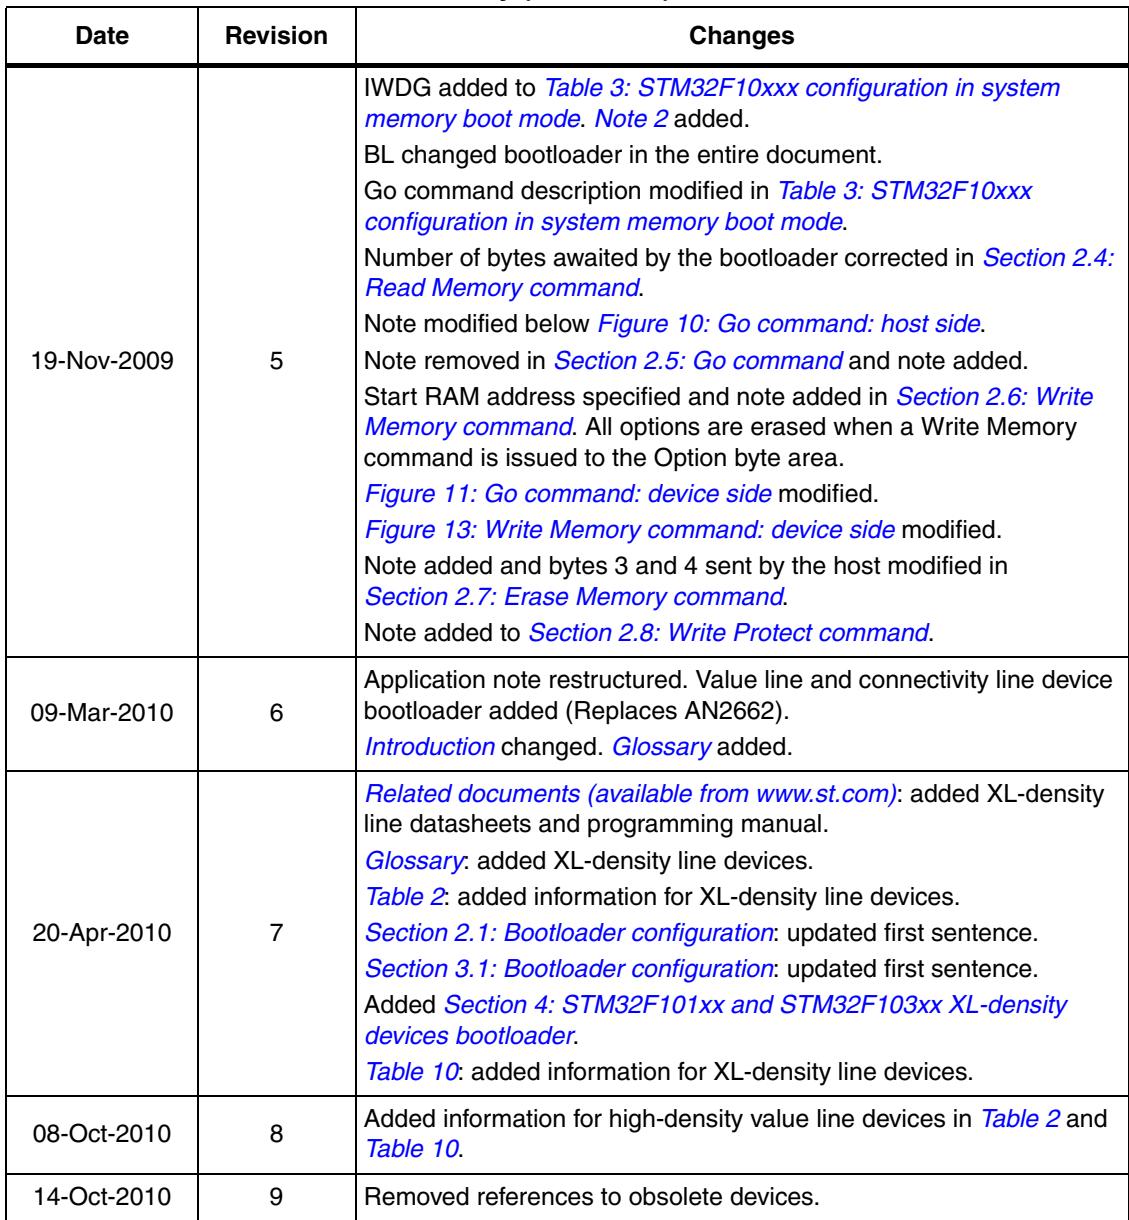 Date Revision Changes
IWDG added to Table 3: STM32F10xxx configuration in system
memory boot mode. Note 2 added.
BL changed bootloader in the entire document.
Go command description modified in Table 3: STM32F10xxx
configuration in system memory boot mode.
Number of bytes awaited by the bootloader corrected in Section 2.4:
Read Memory command.
Note modified below Figure 10: Go command: host side.
19-Nov-2009 5 Note removed in Section 2.5: Go command and note added.
Start RAM address specified and note added in Section 2.6: Write
Memory command. All options are erased when a Write Memory
command is issued to the Option byte area.
Figure 11: Go command: device side modified.
Figure 13: Write Memory command: device side modified.
Note added and bytes 3 and 4 sent by the host modified in
Section 2.7: Erase Memory command.
Note added to Section 2.8: Write Protect command.
Application note restructured. Value line and connectivity line device
09-Mar-2010 6 bootloader added (Replaces AN2662).
Introduction changed. Glossary added.
Related documents (available from www.st.com): added XL-density
line datasheets and programming manual.
Glossary: added XL-density line devices.
Table 2: added information for XL-density line devices.
20-Apr-2010 7 Section 2.1: Bootloader configuration: updated first sentence.
Section 3.1: Bootloader configuration: updated first sentence.
Added Section 4: STM32F101xx and STM32F103xx XL-density
devices bootloader.
Table 10: added information for XL-density line devices.
08-Oct-2010 8 Added information for high-density value line devices in Table 2 and
Table 10.
14-Oct-2010 9 Removed references to obsolete devices.